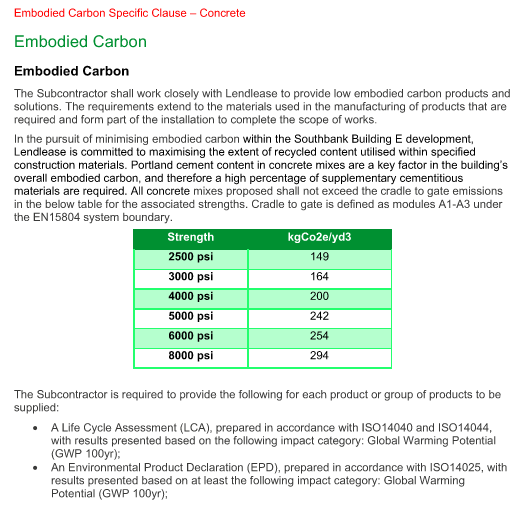 Embodied Carbon Specific Clause – Concrete
Embodied Carbon
Embodied Carbon
The Subcontractor shall work closely with Lendlease to provide low embodied carbon products and
solutions. The requirements extend to the materials used in the manufacturing of products that are
required and form part of the installation to complete the scope of works.
In the pursuit of minimising embodied carbon within the Southbank Building E development,
Lendlease is committed to maximising the extent of recycled content utilised within specified
construction materials. Portland cement content in concrete mixes are a key factor in the building's
overall embodied carbon, and therefore a high percentage of supplementary cementitious
materials are required. All concrete mixes proposed shall not exceed the cradle to gate emissions
in the below table for the associated strengths. Cradle to gate is defined as modules A1-A3 under
the EN15804 system boundary.
Strength kgCo2e/yd3
2500 psi 149
3000 psi 164
4000 psi 200
5000 psi 242
6000 psi 254
8000 psi 294
The Subcontractor is required to provide the following for each product or group of products to be
supplied:
• A Life Cycle Assessment (LCA), prepared in accordance with ISO14040 and ISO14044,
with results presented based on the following impact category: Global Warming Potential
(GWP 100yr);
• An Environmental Product Declaration (EPD), prepared in accordance with ISO14025, with
results presented based on at least the following impact category: Global Warming
Potential (GWP 100yr);